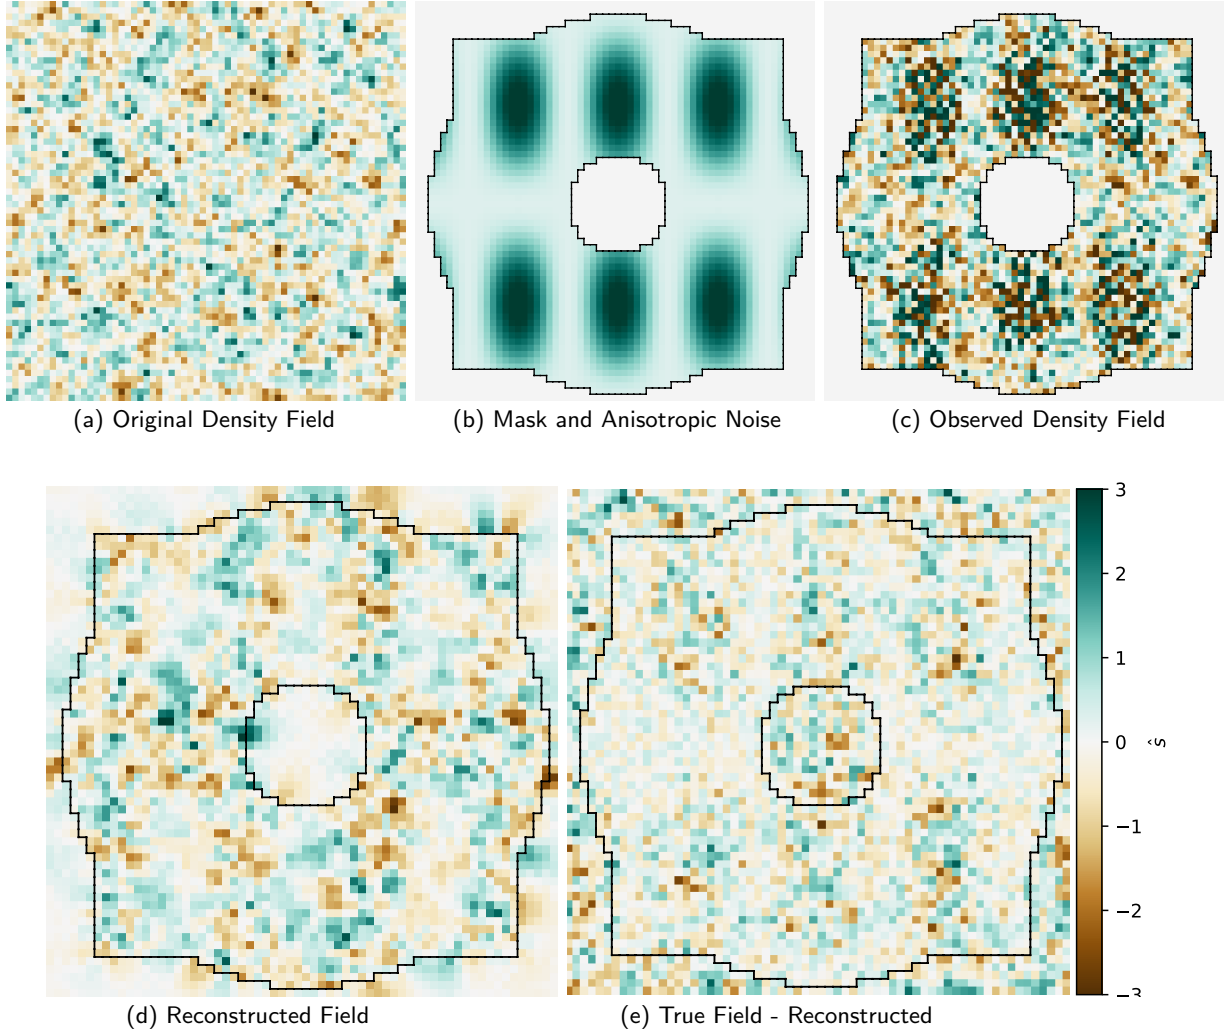 (a) Original Density Field
(b) Mask and Anisotropic Noise
(c) Observed Density Field
3
2
1
0
ŝ
−1
−2
−3
(d) Reconstructed Field
(e) True Field - Reconstructed